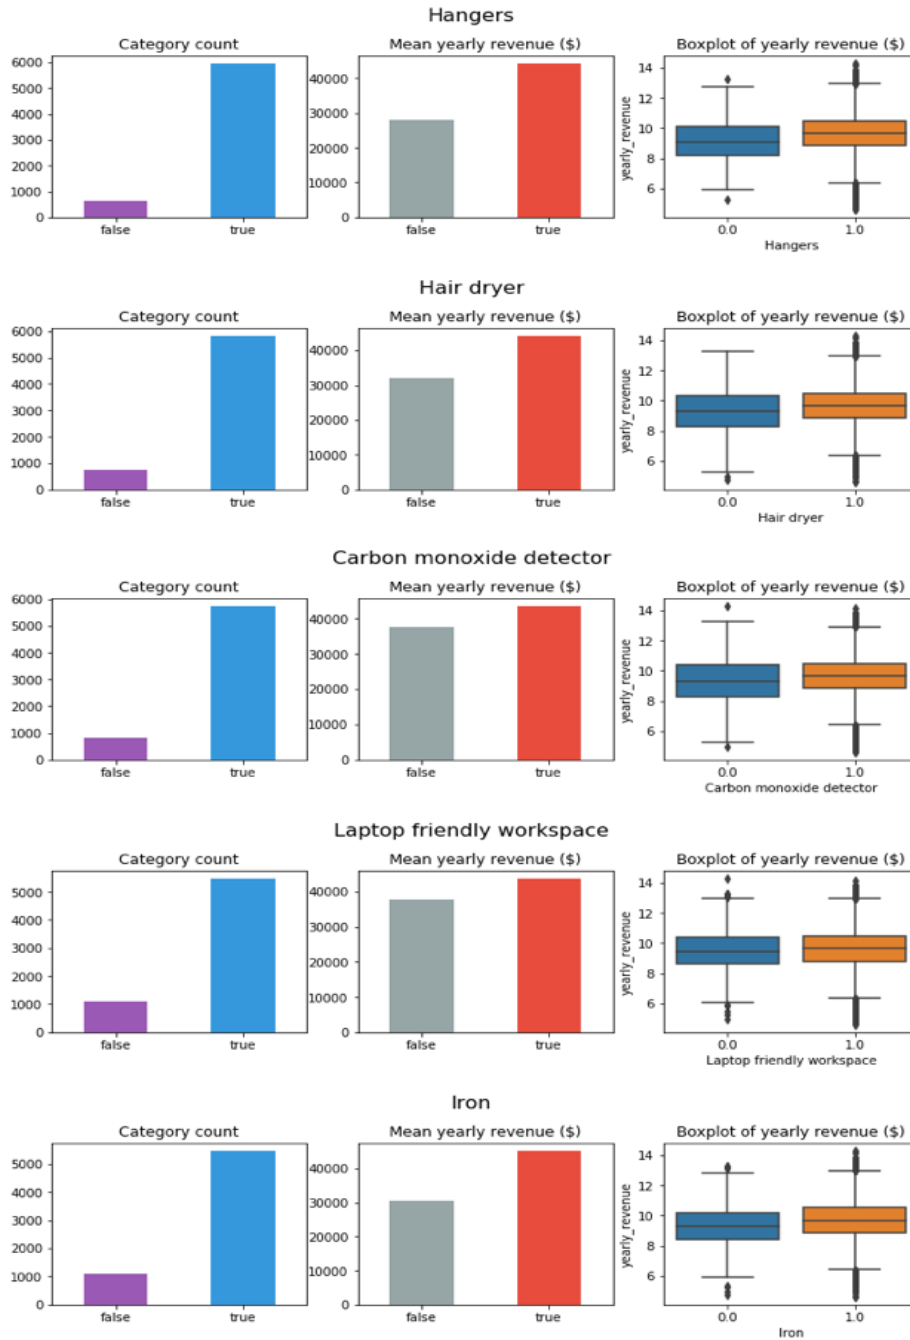 Hangers
Category count
Mean yearly revenue ($)
Boxplot of yearly revenue ($)
6000
5000
4000
3000
2000
1000
0
false
true
40000
30000
20000
10000
0
false
true
yearly_revenue
14
12
10
8
6
0.0
1.0
Hangers
Hair dryer
Category count
Mean yearly revenue ($)
Boxplot of yearly revenue ($)
6000
5000
4000
3000
2000
1000
0
false
true
40000
30000
20000
10000
0
false
true
yearly_revenue
14
12
10
8
6
0.0
1.0
Hair dryer
Carbon monoxide detector
Category count
Mean yearly revenue ($)
Boxplot of yearly revenue ($)
6000
5000
4000
3000
2000
1000
0
false
true
40000
30000
20000
10000
0
false
true
yearly_revenue
14
12
10
8
6
0.0
1.0
Carbon monoxide detector
Laptop friendly workspace
Category count
Mean yearly revenue ($)
Boxplot of yearly revenue ($)
5000
4000
3000
2000
1000
0
false
true
40000
30000
20000
10000
0
false
true
yearly_revenue
14
12
10
8
6
0.0
1.0
Laptop friendly workspace
Iron
Category count
Mean yearly revenue ($)
Boxplot of yearly revenue ($)
5000
4000
3000
2000
1000
0
false
true
40000
30000
20000
10000
0
false
true
yearly_revenue
14
12
10
8
6
0.0
1.0
Iron